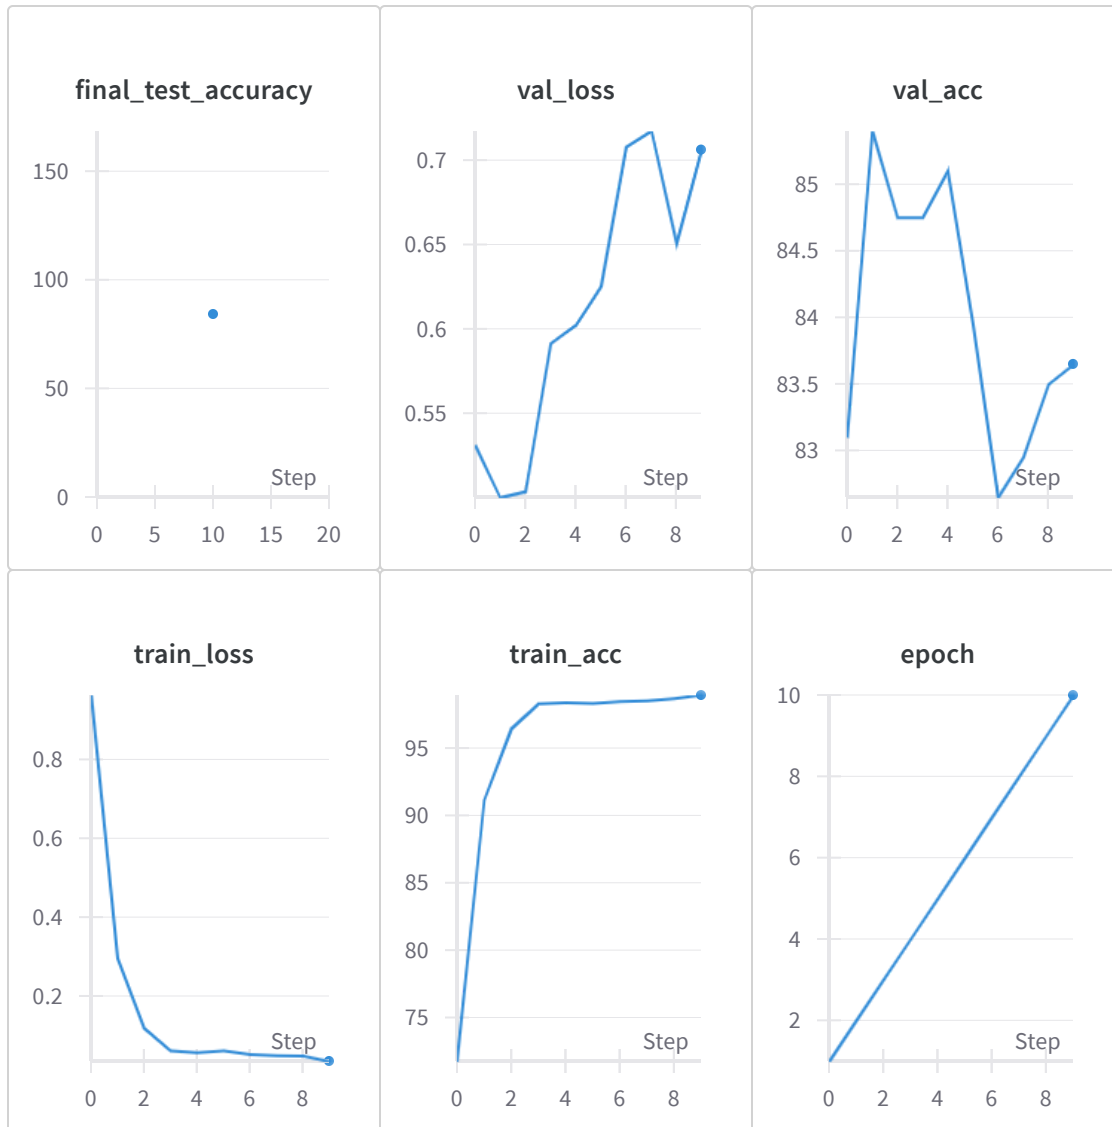 final_test_accuracy
150
100
50
0
Step
0 5 10 15 20
val_loss
0.7
0.65
0.6
0.55
Step
0 2 4 6 8
val_acc
85
84.5
84
83.5
83
Step
0 2 4 6 8
train_loss
0.8
0.6
0.4
0.2
Step
0 2 4 6 8
train_acc
95
90
85
80
75
Step
0 2 4 6 8
epoch
10
8
6
4
2
Step
0 2 4 6 8